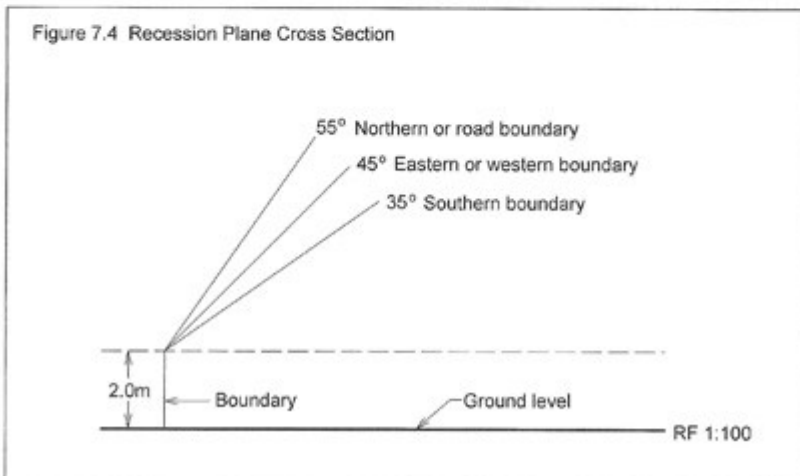 Figure 7.4 Recession Plane Cross Section
55° Northern or road boundary
45° Eastern or western boundary
35° Southern boundary
2.0m
Boundary
Ground level
RF 1:100